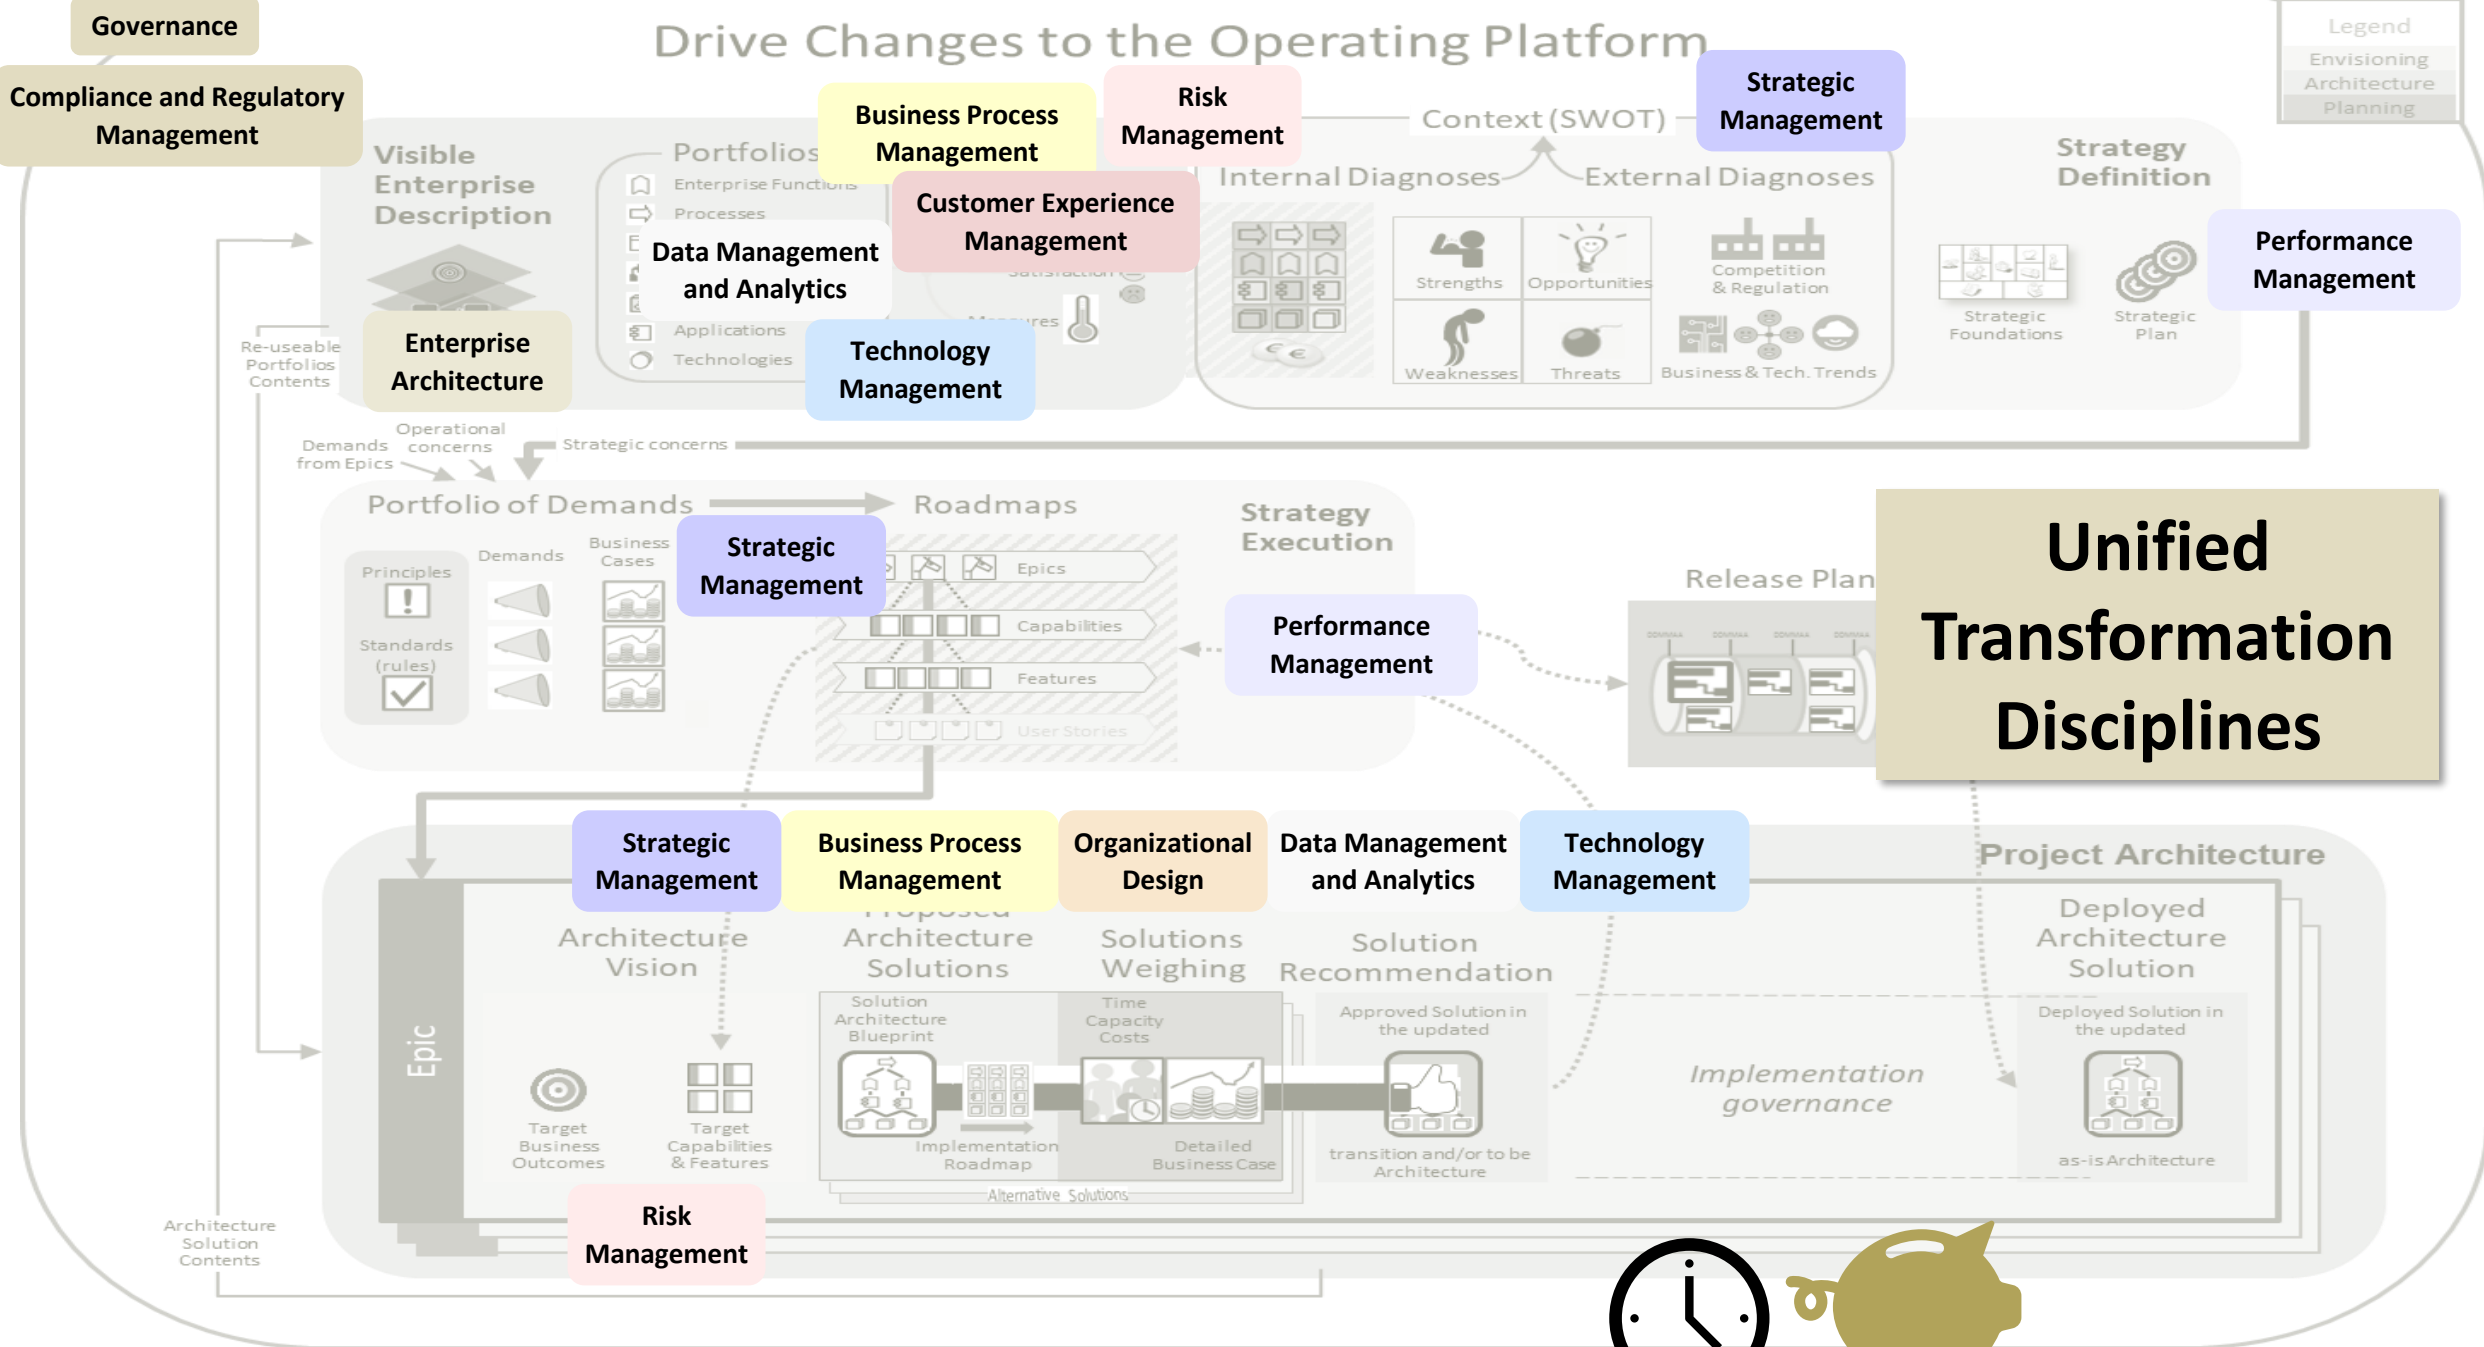 Governance
Compliance and Regulatory
Management
Drive Changes to the Operating Platform
Legend
Envisioning
Architecture
Planning
Visible
Enterprise
Description
Portfolios
Enterprise Functions
Processes
Applications
Technologies
Business Process
Management
Customer Experience
Management
Data Management
and Analytics
Satisfaction
Measures
Technology
Management
Enterprise
Architecture
Risk
Management
Context (SWOT)
Strategic
Management
Internal Diagnoses
External Diagnoses
Strengths
Opportunities
Weaknesses
Threats
Competition
& Regulation
Business & Tech. Trends
Strategy
Definition
Strategic
Foundations
Strategic
Plan
Performance
Management
Re-useable
Portfolios
Contents
Demands
from Epics
Operational
concerns
Strategic concerns
Portfolio of Demands
Roadmaps
Strategy
Execution
Principles
Standards
(rules)
Demands
Business
Cases
Strategic
Management
Epics
Capabilities
Features
User Stories
Performance
Management
Release Plan
Unified
Transformation
Disciplines
Strategic
Management
Business Process
Management
Organizational
Design
Data Management
and Analytics
Technology
Management
Project Architecture
Epic
Architecture
Vision
Target
Business
Outcomes
Target
Capabilities
& Features
Proposed
Architecture
Solutions
Solution
Architecture
Blueprint
Implementation
Roadmap
Solutions
Weighing
Time
Capacity
Costs
Detailed
Business Case
Alternative Solutions
Solution
Recommendation
Approved Solution in
the updated
transition and/or to be
Architecture
Implementation
governance
Deployed
Architecture
Solution
Deployed Solution in
the updated
as-is Architecture
Risk
Management
Architecture
Solution
Contents